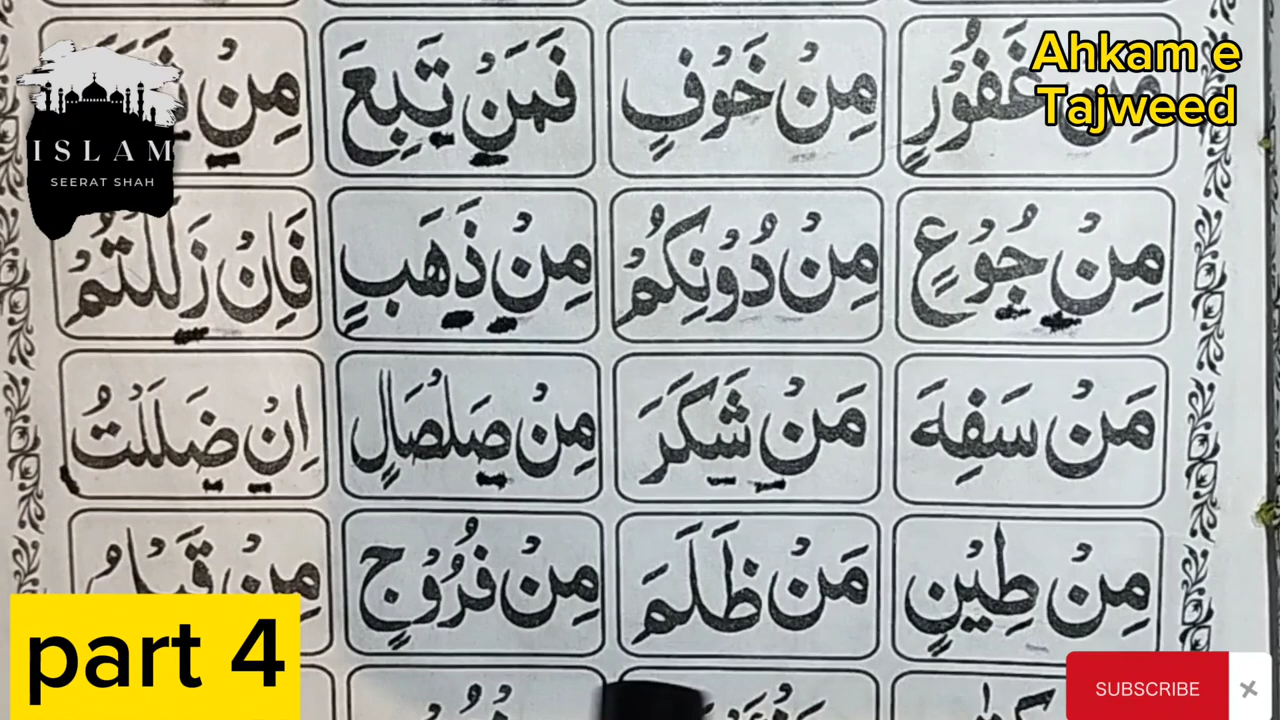 Ahkam e
Tajweed
ISLAM
SEERAT SHAH
مِنْ غَفُوْرٍ مِنْ خَوْفٍ فَمَنْ تَبِعَ مِنْ
مِنْ جُوْعٍ مِنْ دُوْنِكُمْ مِنْ ذَهَبٍ فَاِنْ زَلَلْتُمْ
مَنْ سَفِهَ مَنْ شَكَرَ مِنْ صَلْصَالٍ اِنْ ضَلَلْتُ
مِنْ طِيْنٍ مَنْ ظَلَمَ مِنْ فُرُوْجٍ مِنْ
part 4
SUBSCRIBE